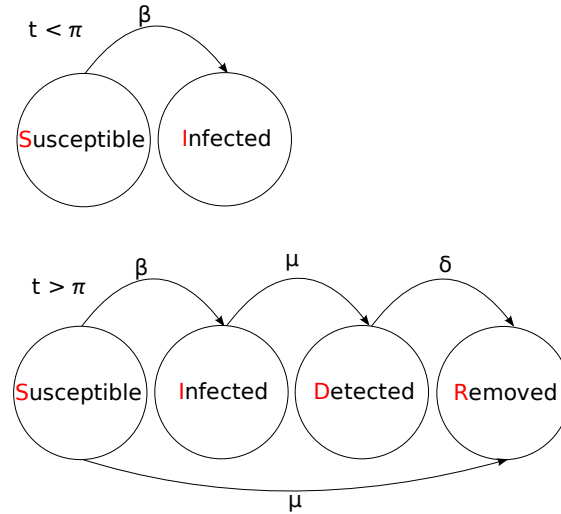 t < π
β
Susceptible
Infected
t > π
β
μ
δ
Susceptible
Infected
Detected
Removed
μ